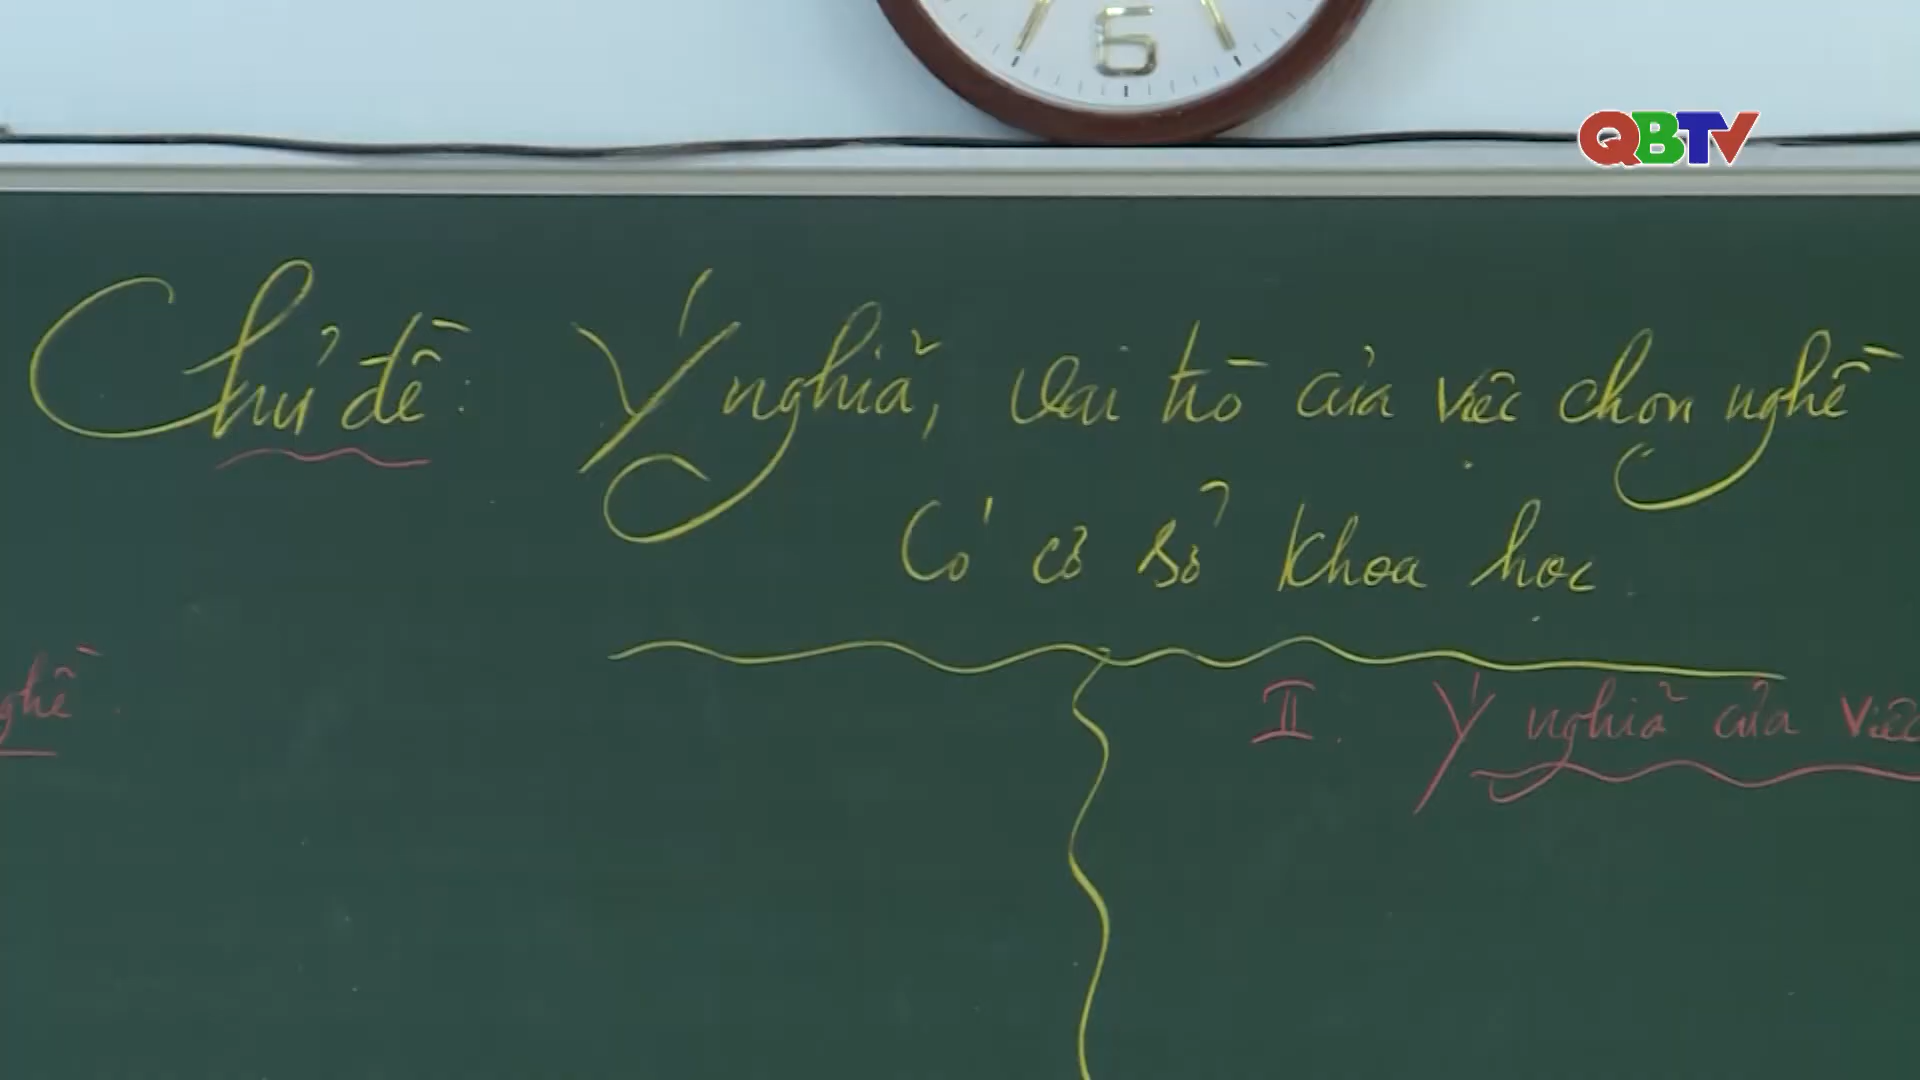 6
QBTV
Chủ đề: Ý nghĩa, vai trò của việc chọn nghề
Có cơ sở khoa học.
ghề.
II. Ý nghĩa của việc